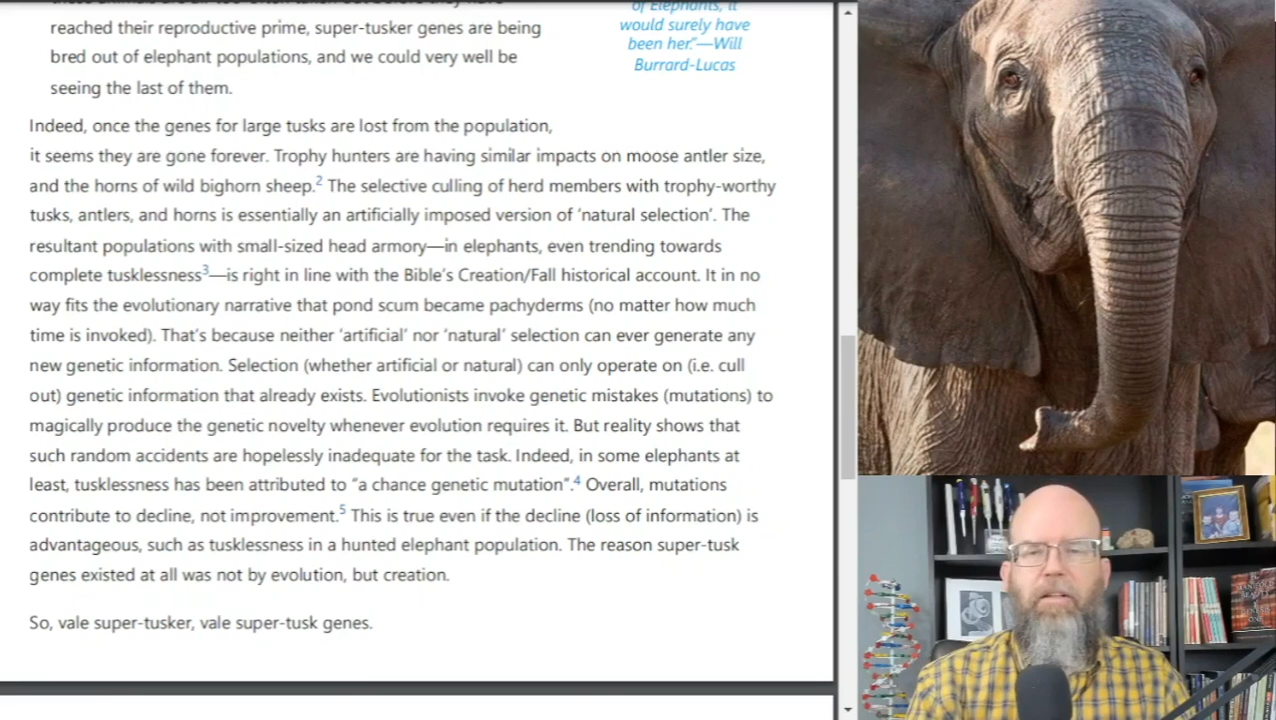 reached their reproductive prime, super-tusker genes are being
bred out of elephant populations, and we could very well be
seeing the last of them.
of Elephants, it
would surely have
been her."—Will
Burrard-Lucas
Indeed, once the genes for large tusks are lost from the population,
it seems they are gone forever. Trophy hunters are having similar impacts on moose antler size,
and the horns of wild bighorn sheep.2 The selective culling of herd members with trophy-worthy
tusks, antlers, and horns is essentially an artificially imposed version of ‘natural selection’. The
resultant populations with small-sized head armory—in elephants, even trending towards
complete tusklessness3—is right in line with the Bible’s Creation/Fall historical account. It in no
way fits the evolutionary narrative that pond scum became pachyderms (no matter how much
time is invoked). That’s because neither ‘artificial’ nor ‘natural’ selection can ever generate any
new genetic information. Selection (whether artificial or natural) can only operate on (i.e. cull
out) genetic information that already exists. Evolutionists invoke genetic mistakes (mutations) to
magically produce the genetic novelty whenever evolution requires it. But reality shows that
such random accidents are hopelessly inadequate for the task. Indeed, in some elephants at
least, tusklessness has been attributed to “a chance genetic mutation”.4 Overall, mutations
contribute to decline, not improvement.5 This is true even if the decline (loss of information) is
advantageous, such as tusklessness in a hunted elephant population. The reason super-tusk
genes existed at all was not by evolution, but creation.
So, vale super-tusker, vale super-tusk genes.